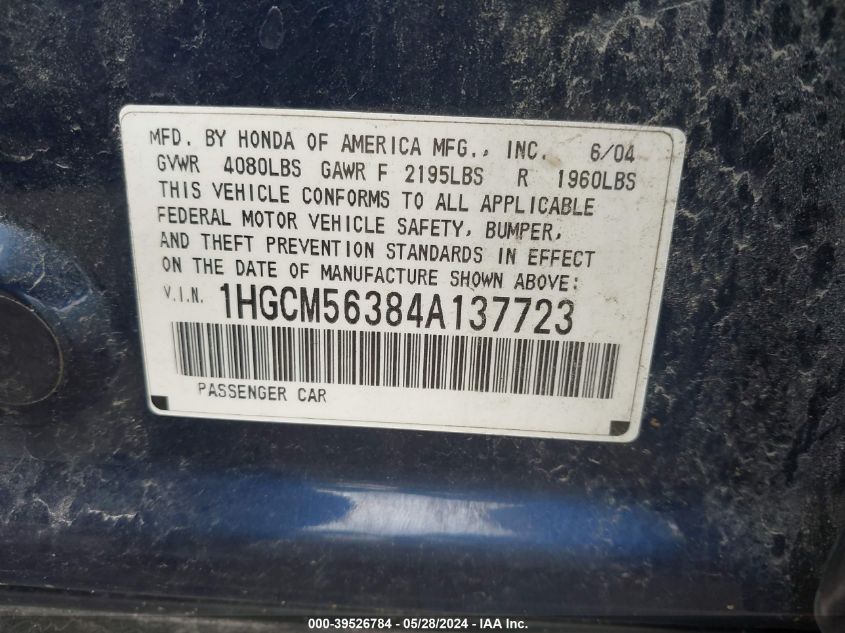 MFD. BY HONDA OF AMERICA MFG., INC. 6/04
GVWR 4080LBS GAWR F 2195LBS R 1960LBS
THIS VEHICLE CONFORMS TO ALL APPLICABLE
FEDERAL MOTOR VEHICLE SAFETY, BUMPER,
AND THEFT PREVENTION STANDARDS IN EFFECT
ON THE DATE OF MANUFACTURE SHOWN ABOVE:
V.I.N. 1HGCM56384A137723
PASSENGER CAR
000-39526784 - 05/28/2024 - IAA Inc.